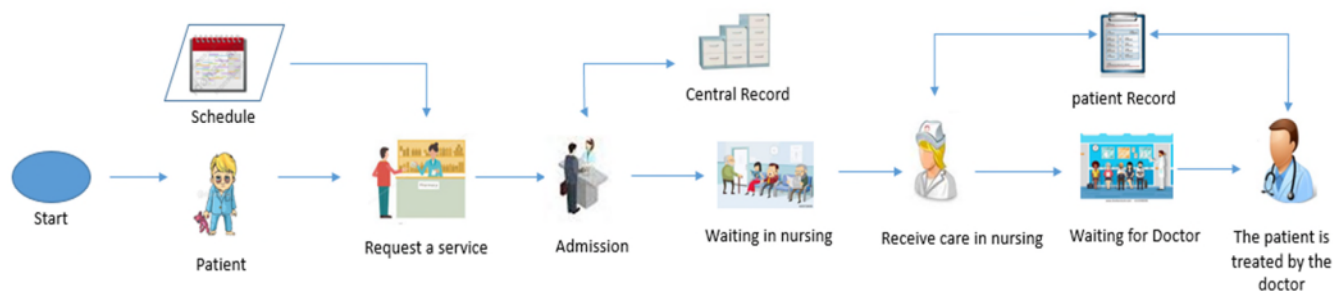 Schedule
Central Record
patient Record
Start
Patient
Request a service
Admission
Waiting in nursing
Receive care in nursing
Waiting for Doctor
The patient is
treated by the
doctor